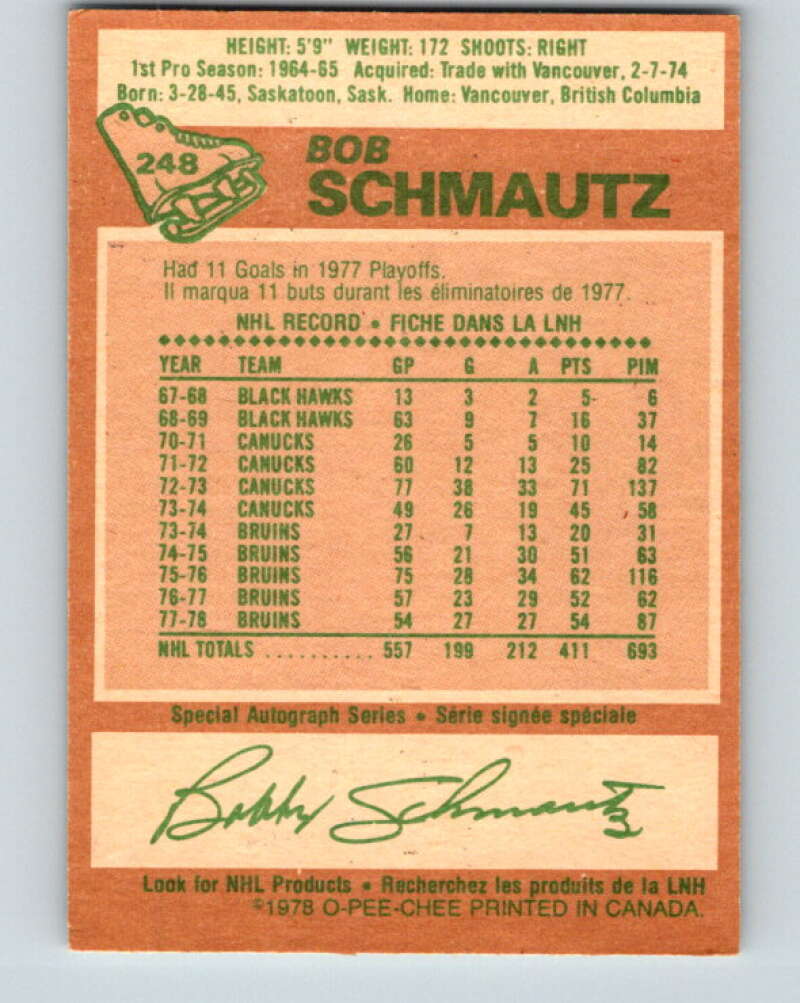 HEIGHT: 5'9" WEIGHT: 172 SHOOTS: RIGHT
1st Pro Season: 1964-65 Acquired: Trade with Vancouver, 2-7-74
Born: 3-28-45, Saskatoon, Sask. Home: Vancouver, British Columbia
248
BOB
SCHMAUTZ
Had 11 Goals in 1977 Playoffs.
Il marqua 11 buts durant les éliminatoires de 1977.
NHL RECORD • FICHE DANS LA LNH
YEAR TEAM GP G A PTS PIM
67-68 BLACK HAWKS 13 3 2 5 6
68-69 BLACK HAWKS 63 9 7 16 37
70-71 CANUCKS 26 5 5 10 14
71-72 CANUCKS 60 12 13 25 82
72-73 CANUCKS 77 38 33 71 137
73-74 CANUCKS 49 26 19 45 58
73-74 BRUINS 27 7 13 20 31
74-75 BRUINS 56 21 30 51 63
75-76 BRUINS 75 28 34 62 116
76-77 BRUINS 57 23 29 52 62
77-78 BRUINS 54 27 27 54 87
NHL TOTALS .......... 557 199 212 411 693
Special Autograph Series • Série signée spéciale
Bobby Schmautz
Look for NHL Products • Recherchez les produits de la LNH
©1978 O-PEE-CHEE PRINTED IN CANADA.